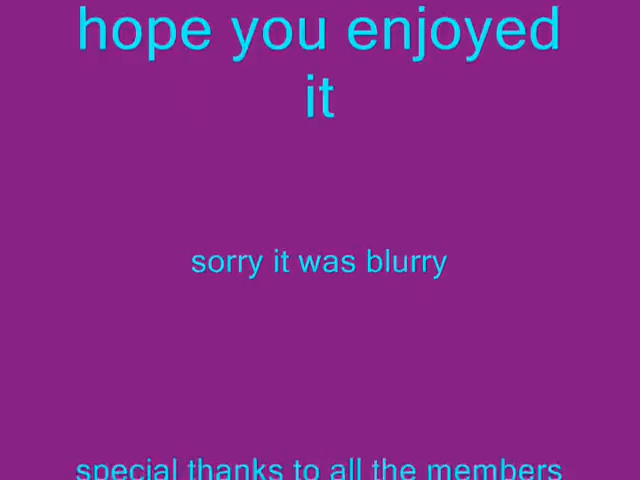 hope you enjoyed
it
sorry it was blurry
special thanks to all the members